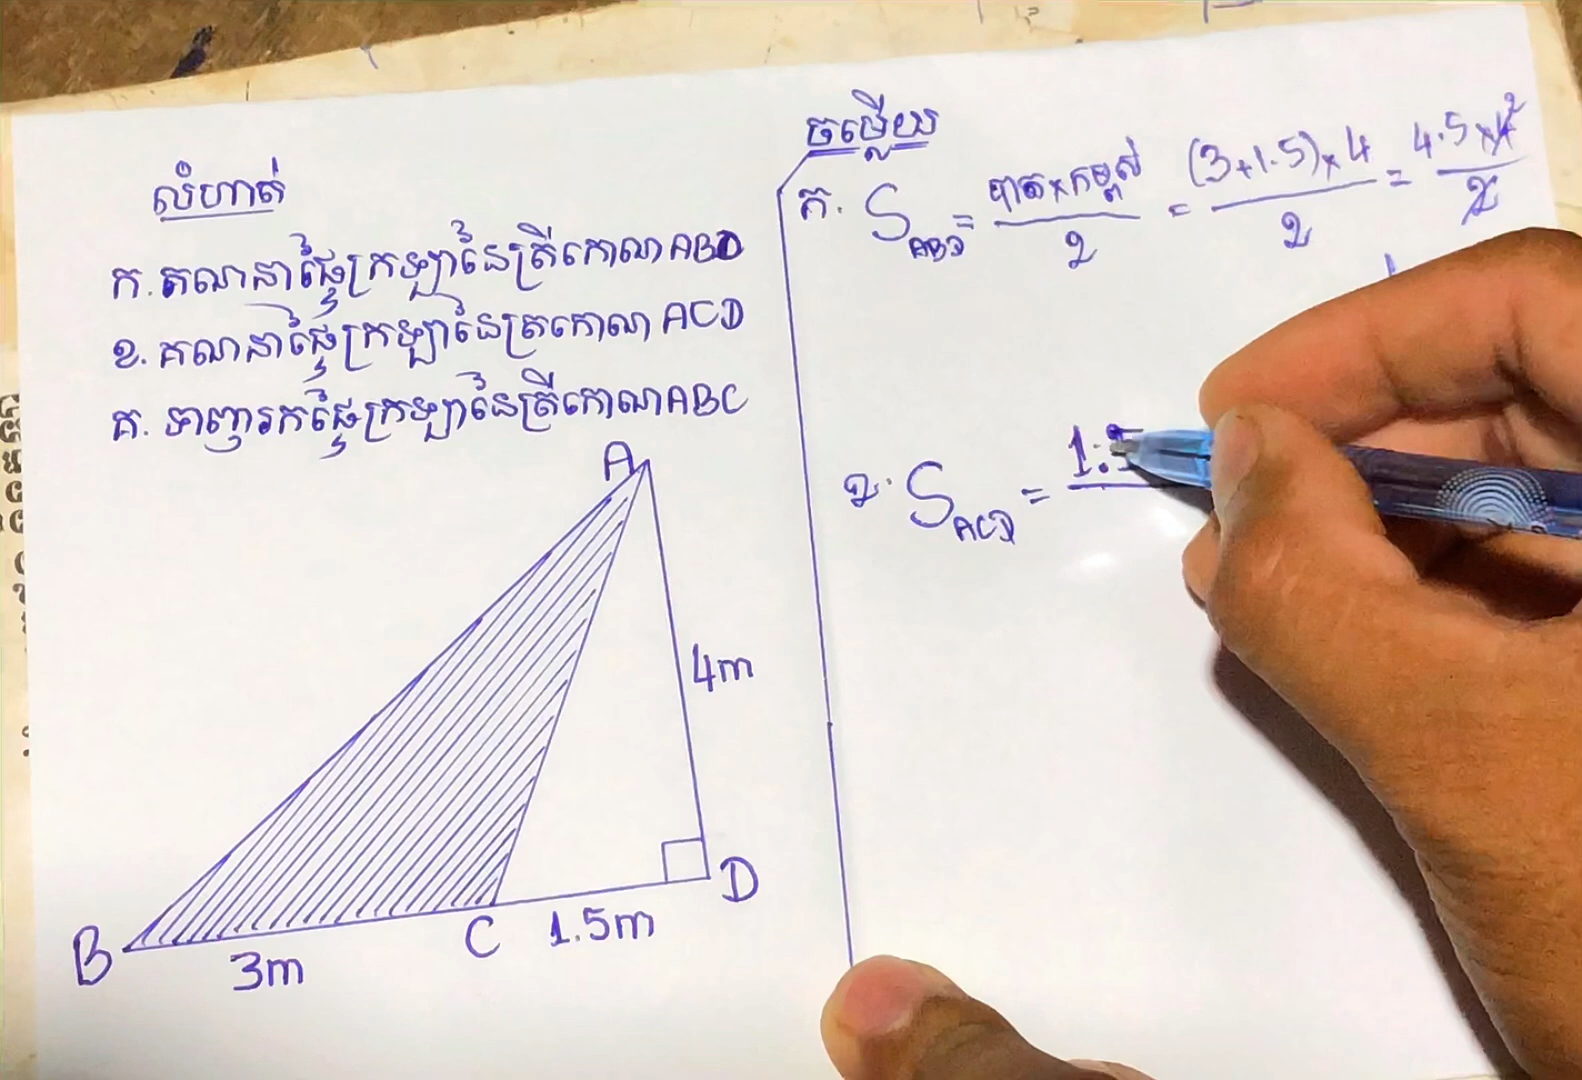 លំហាត់
ក. គណនាផ្ទៃក្រឡានៃត្រីកោណ ABD
ខ. គណនាផ្ទៃក្រឡានៃត្រកោណ ACD
គ. ទាញរកផ្ទៃក្រឡានៃត្រីកោណ ABC
A
4m
D
B
3m
C
1.5m
ចម្លើយ
ក. S_ABD = បាត×កម្ពស់/2 = (3+1.5)×4/2 = 4.5×4²/2
ខ. S_ACD = 1.5